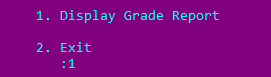 1. Display Grade Report
2. Exit
:1